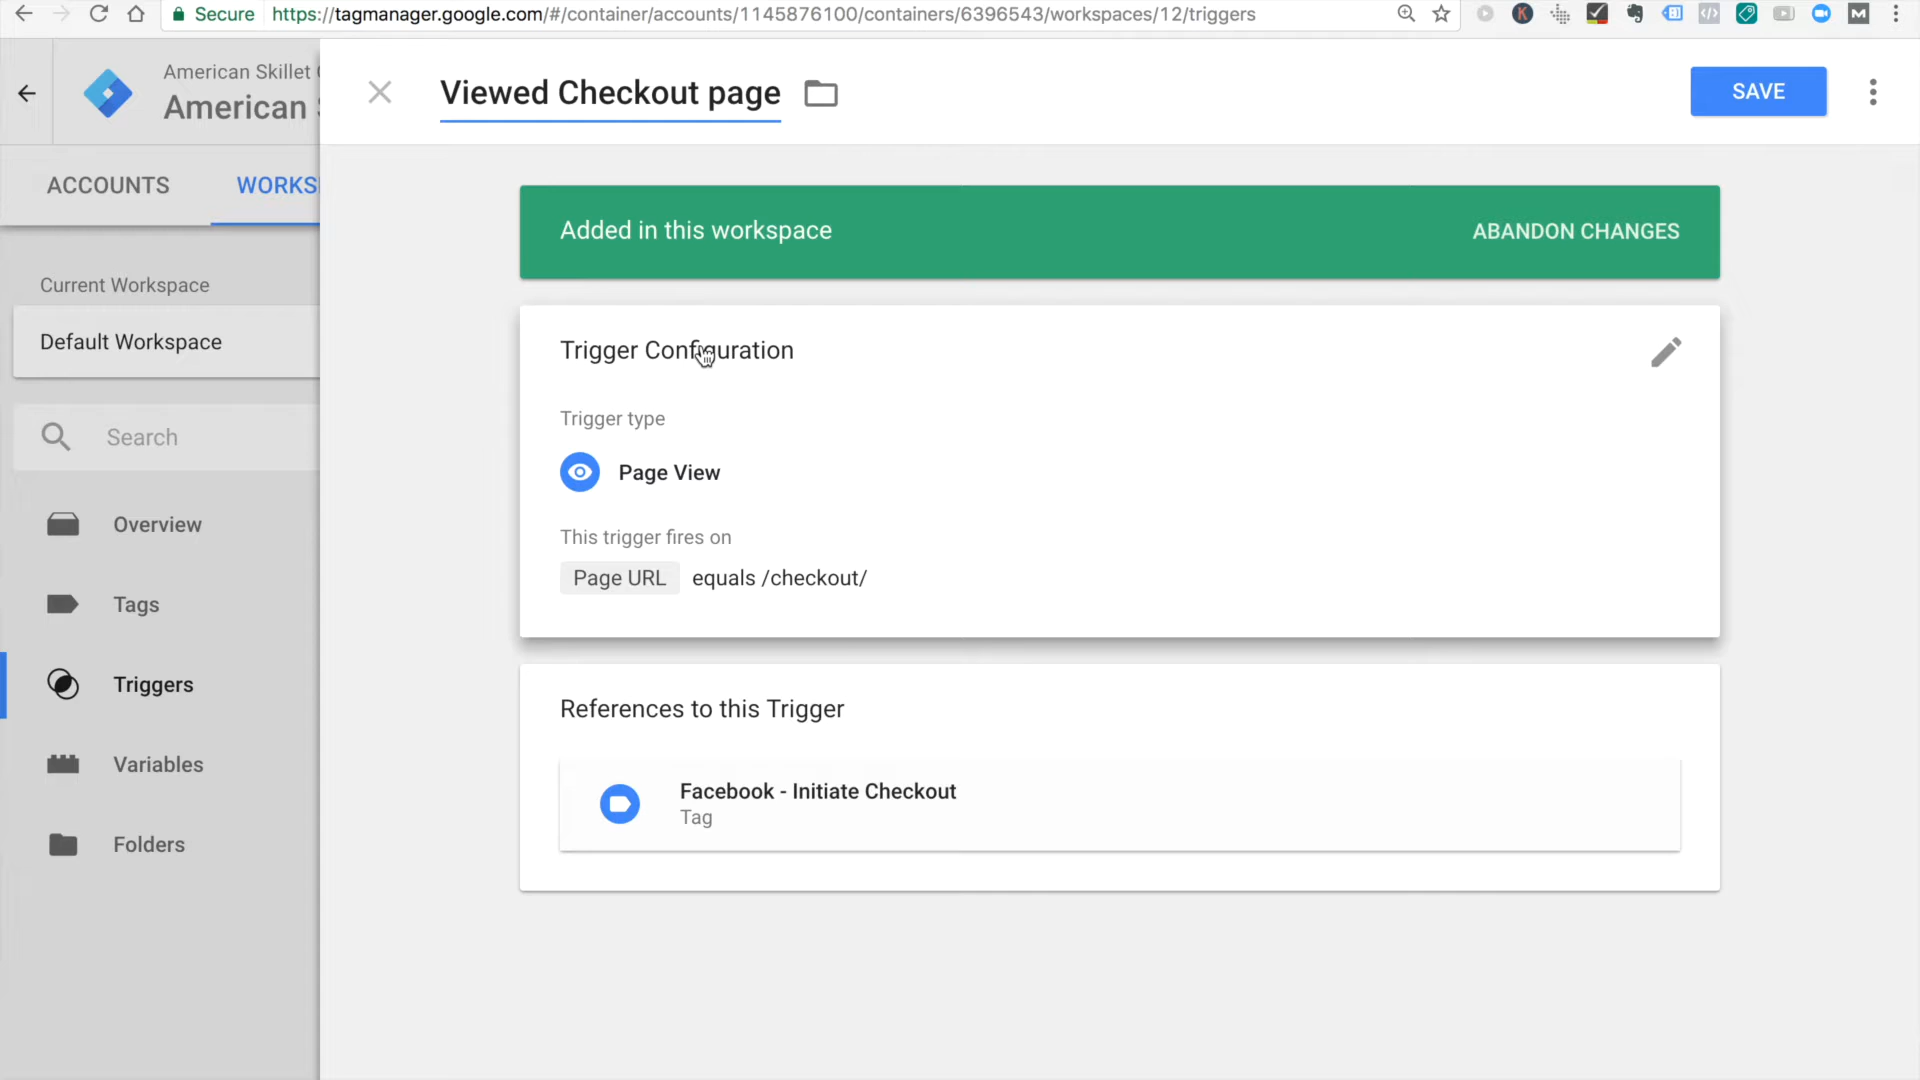 Secure https://tagmanager.google.com/#/container/accounts/1145876100/containers/6396543/workspaces/12/triggers
American Skillet
American
Viewed Checkout page
SAVE
ACCOUNTS
WORKS
Added in this workspace
ABANDON CHANGES
Current Workspace
Default Workspace
Search
Overview
Tags
Triggers
Variables
Folders
Trigger Configuration
Trigger type
Page View
This trigger fires on
Page URL equals /checkout/
References to this Trigger
Facebook - Initiate Checkout
Tag